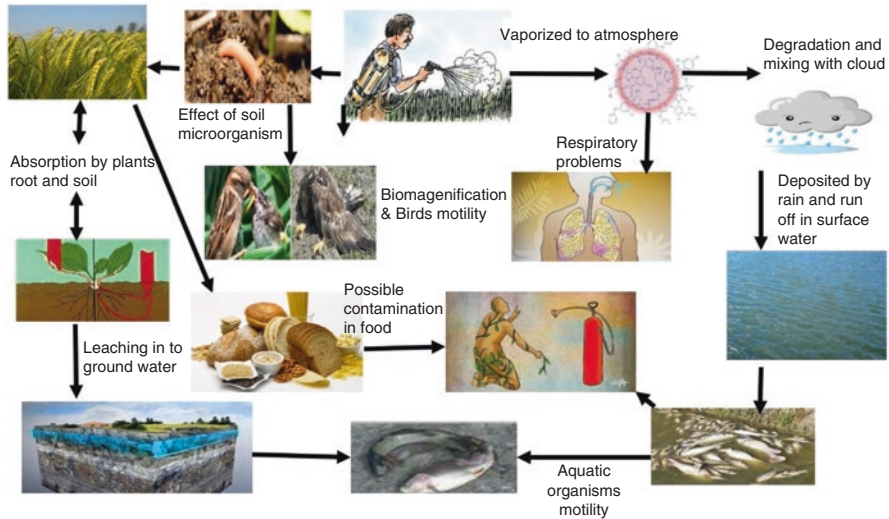 Vaporized to atmosphere
Degradation and
mixing with cloud
Effect of soil
microorganism
Respiratory
problems
Absorption by plants
root and soil
Biomagenification
& Birds motility
Deposited by
rain and run
off in surface
water
Possible
contamination
in food
Leaching in to
ground water
Aquatic
organisms
motility